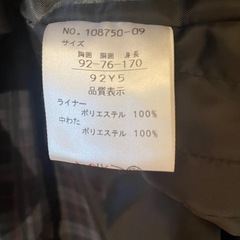 NO. 108750-09
サイズ
胸囲 胴囲 身長
92-76-170
92Y5
品質表示
ライナー
ポリエステル 100%
中わた
ポリエステル 100%